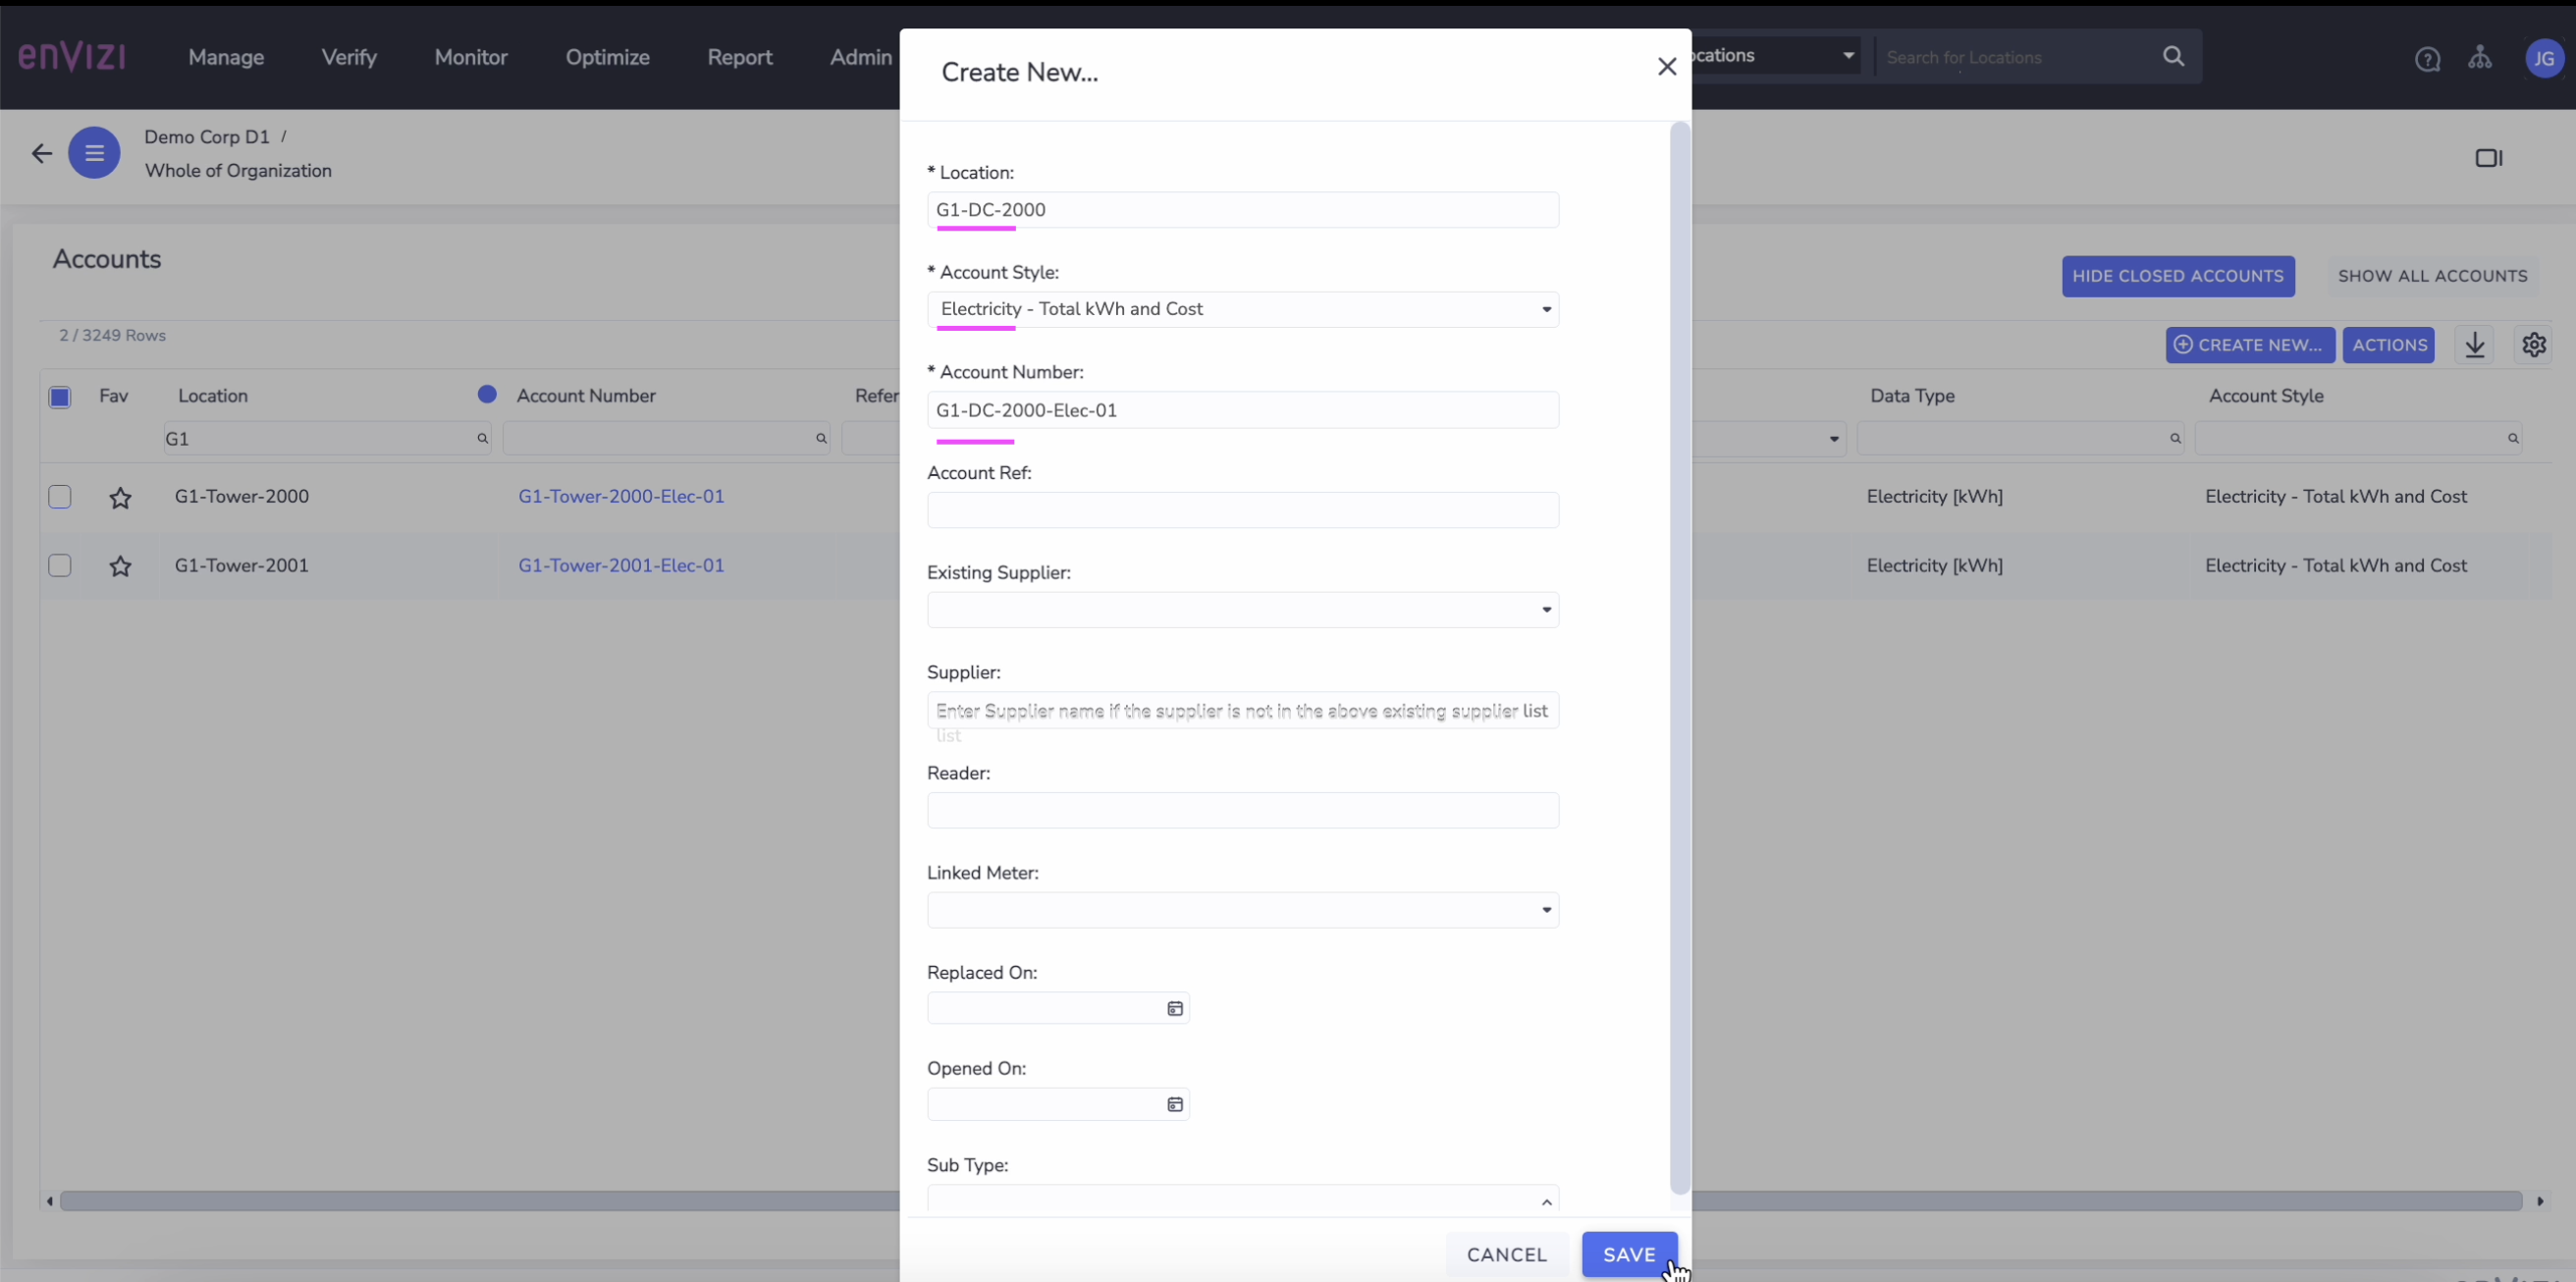 enVIZI Manage Verify Monitor Optimize Report Admin
Create New...
ocations
Search for Locations
JG
Demo Corp D1 /
Whole of Organization
Accounts
HIDE CLOSED ACCOUNTS SHOW ALL ACCOUNTS
2 / 3249 Rows
CREATE NEW... ACTIONS
Fav Location Account Number Refer Data Type Account Style
G1
G1-Tower-2000 G1-Tower-2000-Elec-01 Electricity [kWh] Electricity - Total kWh and Cost
G1-Tower-2001 G1-Tower-2001-Elec-01 Electricity [kWh] Electricity - Total kWh and Cost
* Location:
G1-DC-2000
* Account Style:
Electricity - Total kWh and Cost
* Account Number:
G1-DC-2000-Elec-01
Account Ref:
Existing Supplier:
Supplier:
Enter Supplier name if the supplier is not in the above existing supplier list
list
Reader:
Linked Meter:
Replaced On:
Opened On:
Sub Type:
CANCEL SAVE